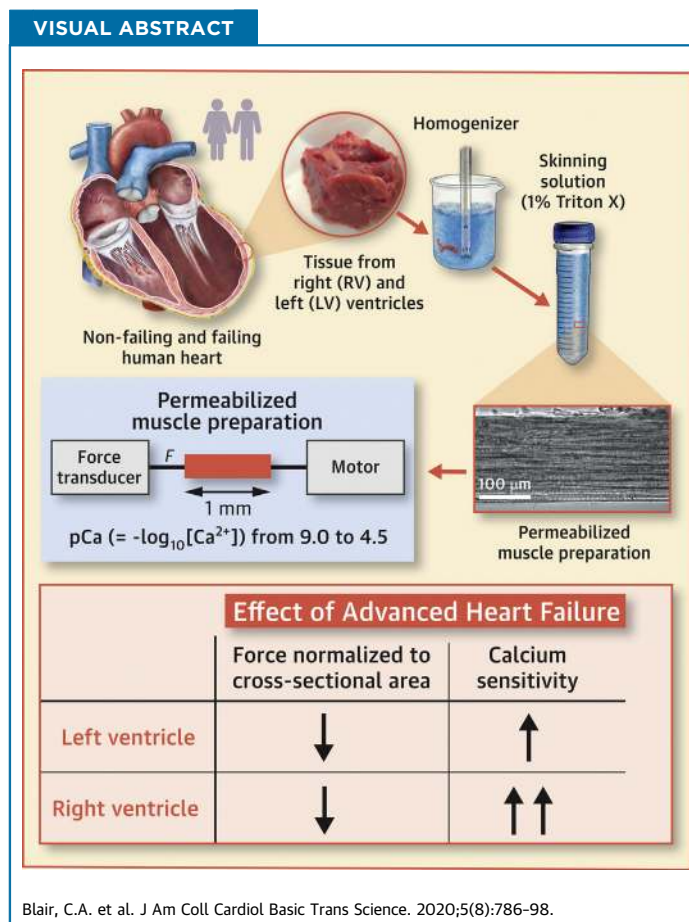 VISUAL ABSTRACT
Homogenizer
Skinning
solution
(1% Triton X)
Tissue from
right (RV) and
left (LV) ventricles
Non-failing and failing
human heart
Permeabilized
muscle preparation
Force
transducer
F
Motor
1 mm
pCa (= -log₁₀[Ca²⁺]) from 9.0 to 4.5
100 µm
Permeabilized
muscle preparation
Effect of Advanced Heart Failure
Force normalized to
cross-sectional area
Calcium
sensitivity
Left ventricle
↓
↑
Right ventricle
↓
↑↑
Blair, C.A. et al. J Am Coll Cardiol Basic Trans Science. 2020;5(8):786–98.